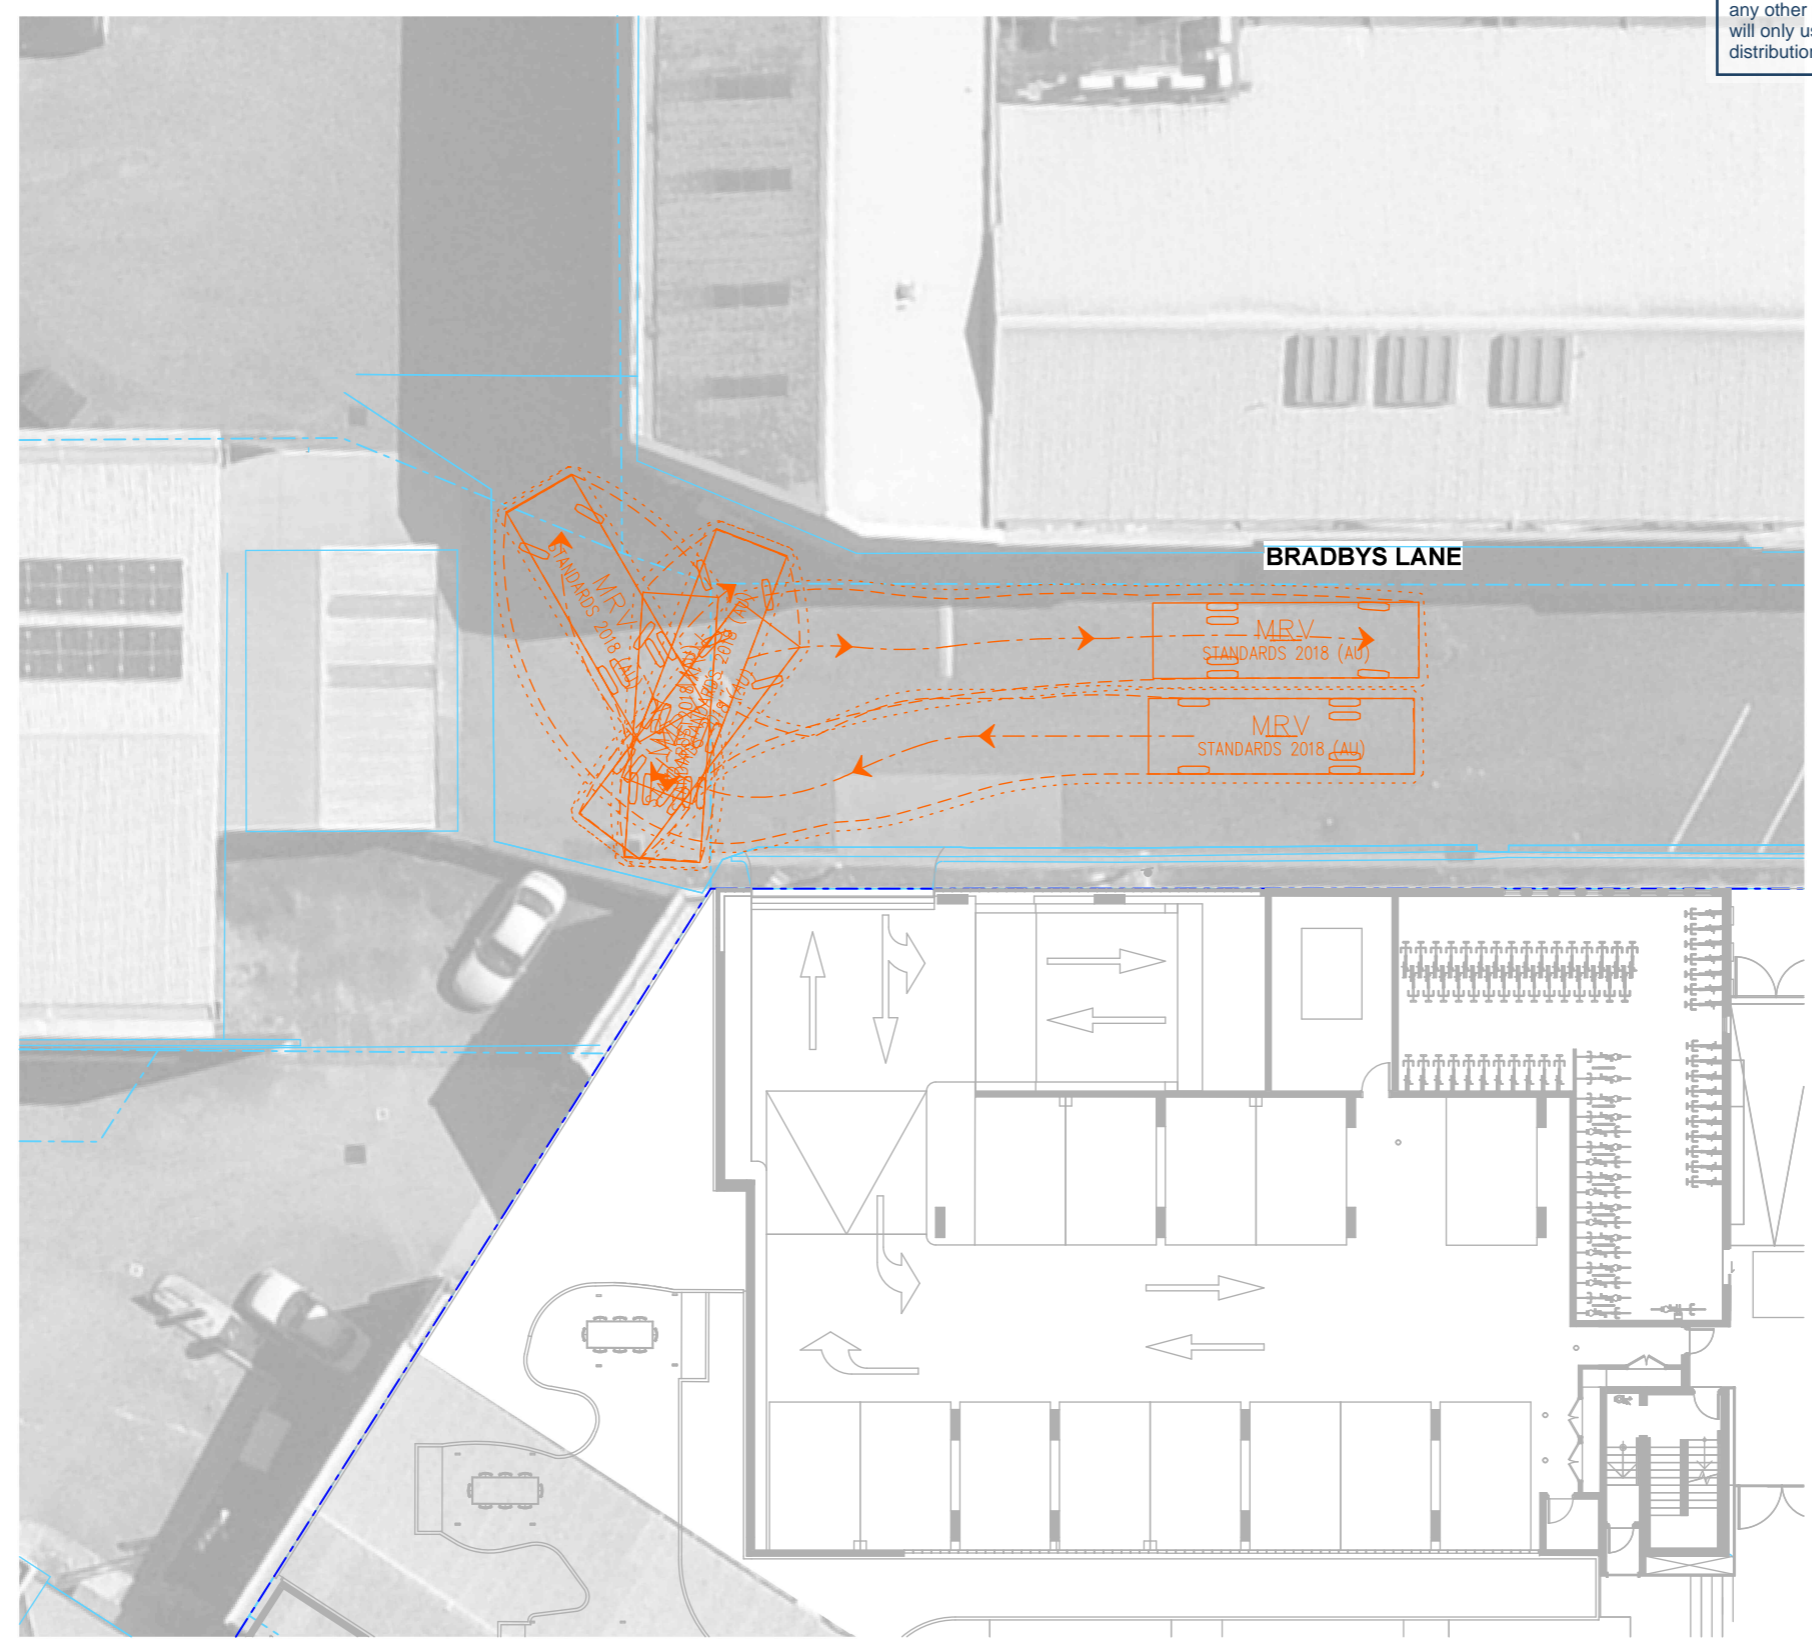 any other
will only us
distribution
BRADBYS LANE
MRV
STANDARDS 2018 (AU)
MRV
STANDARDS 2018 (AU)
MRV
STANDARDS 2018 (AU)